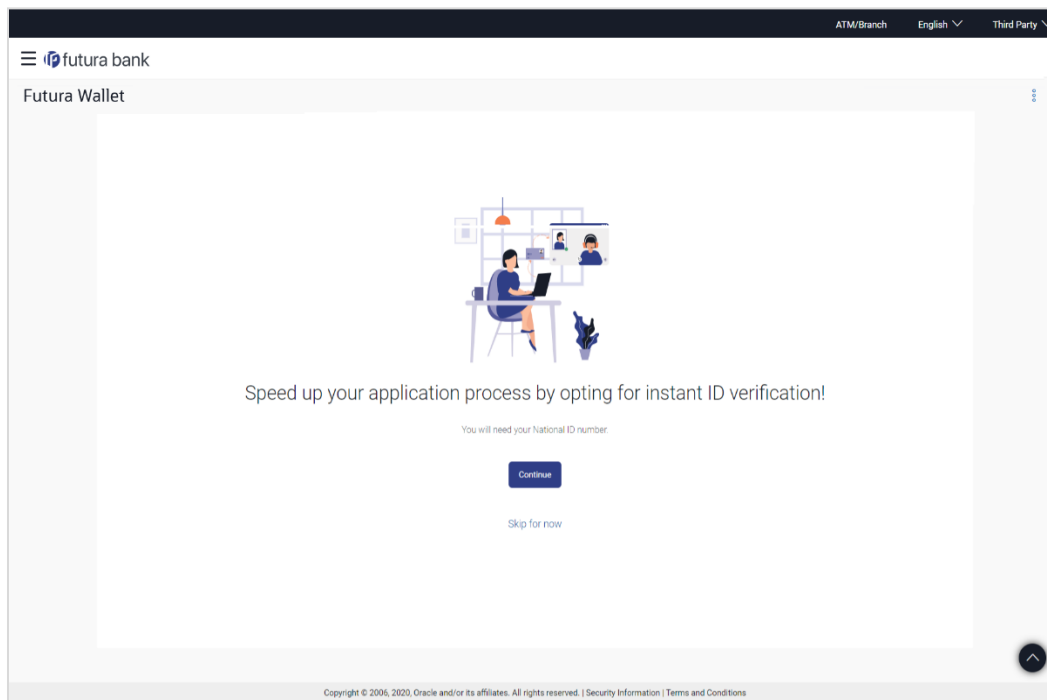 ATM/Branch English Third Party
futura bank
Futura Wallet
Speed up your application process by opting for instant ID verification!
You will need your National ID number.
Continue
Skip for now
Copyright © 2006, 2020, Oracle and/or its affiliates. All rights reserved. | Security Information | Terms and Conditions